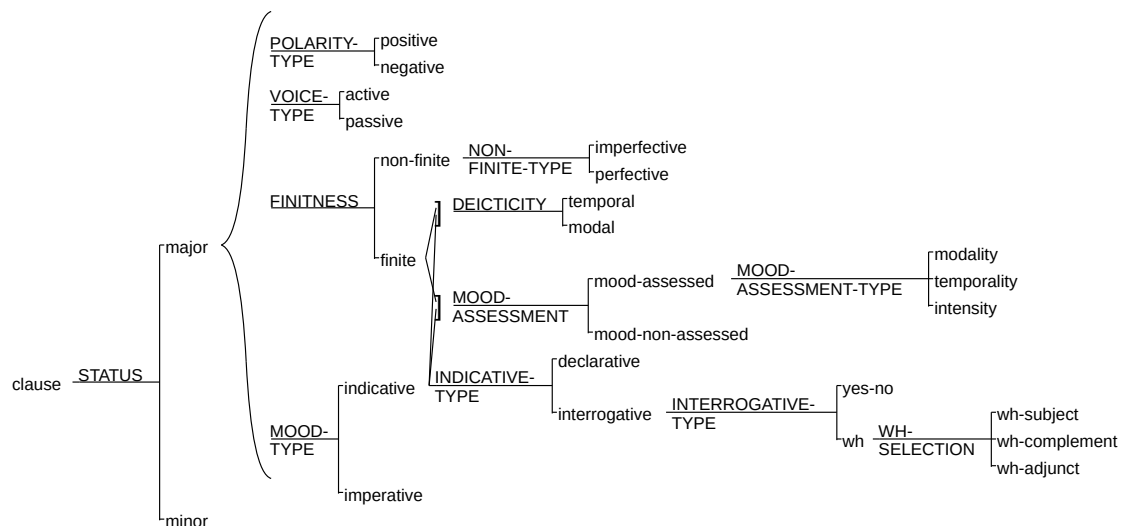 POLARITY-
TYPE
positive
negative
VOICE-
TYPE
active
passive
FINITNESS
non-finite
NON-
FINITE-TYPE
imperfective
perfective
finite
DEICTICITY
temporal
modal
MOOD-
ASSESSMENT
mood-assessed
MOOD-
ASSESSMENT-TYPE
modality
temporality
intensity
mood-non-assessed
clause
STATUS
major
minor
MOOD-
TYPE
indicative
imperative
INDICATIVE-
TYPE
declarative
interrogative
INTERROGATIVE-
TYPE
yes-no
wh
WH-
SELECTION
wh-subject
wh-complement
wh-adjunct